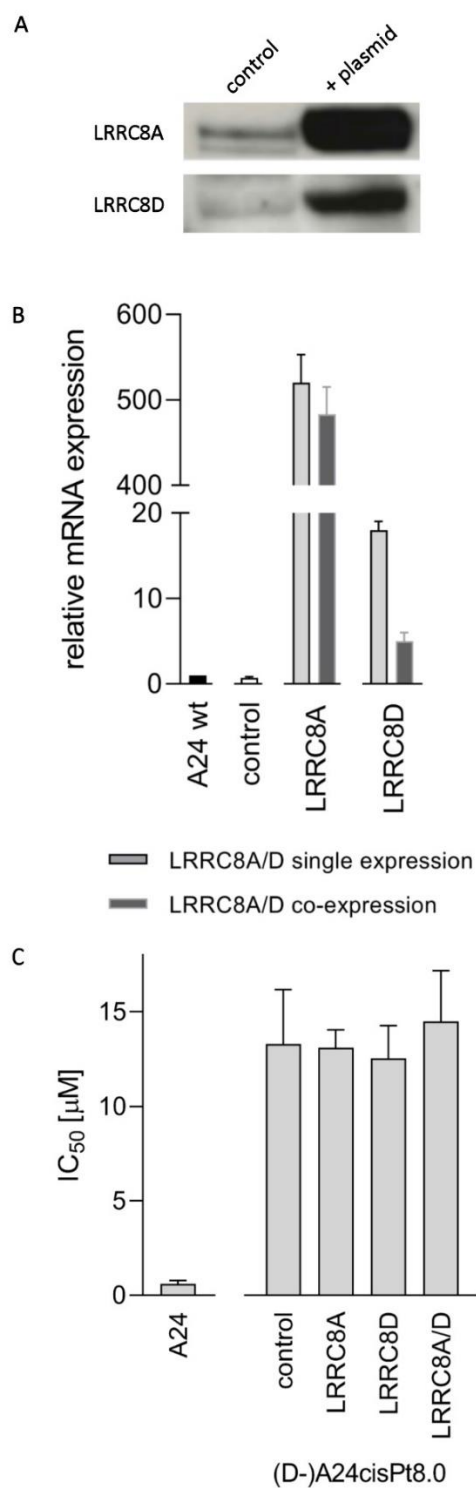 A
control
+ plasmid
LRRC8A
LRRC8D
B
relative mRNA expression
600
500
400
20
10
0
A24 wt
control
LRRC8A
LRRC8D
LRRC8A/D single expression
LRRC8A/D co-expression
C
IC50 [µM]
15
10
5
0
A24
control
LRRC8A
LRRC8D
LRRC8A/D
(D-)A24cisPt8.0